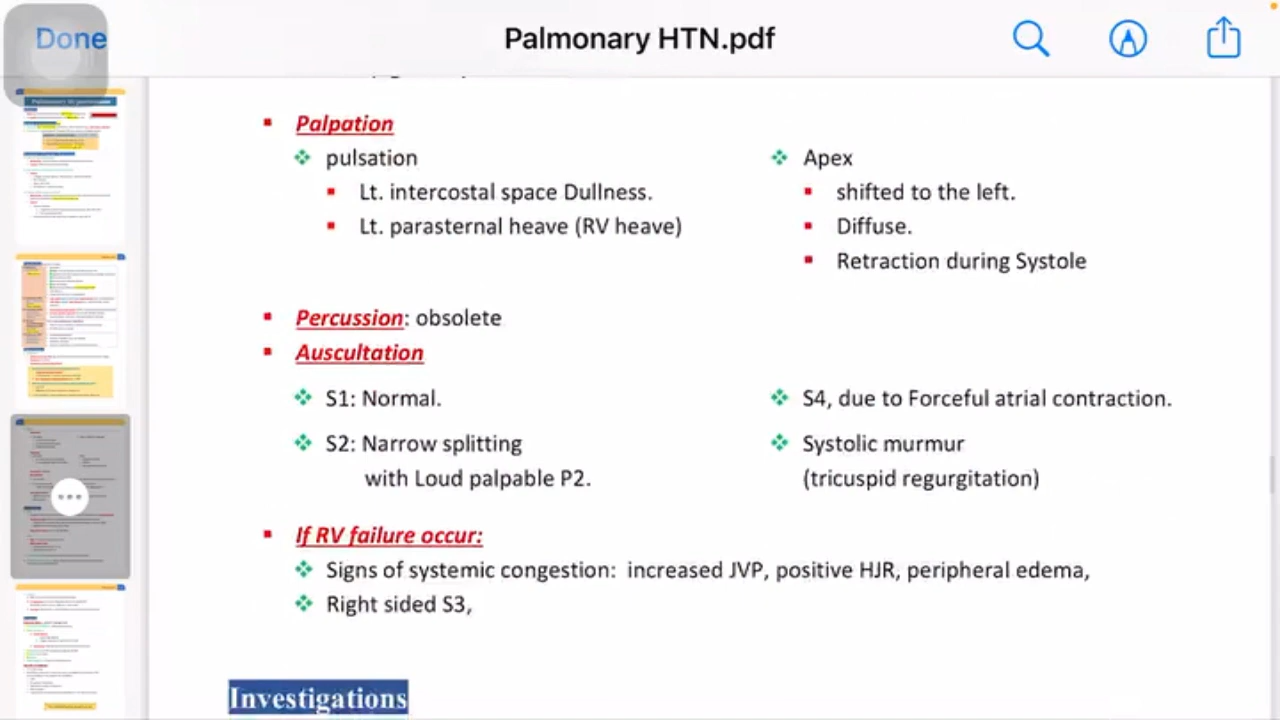 Done
Palmonary HTN.pdf
Palpation
pulsation
Lt. intercostal space Dullness.
Lt. parasternal heave (RV heave)
Apex
shifted to the left.
Diffuse.
Retraction during Systole
Percussion: obsolete
Auscultation
S1: Normal.
S2: Narrow splitting
with Loud palpable P2.
S4, due to Forceful atrial contraction.
Systolic murmur
(tricuspid regurgitation)
If RV failure occur:
Signs of systemic congestion: increased JVP, positive HJR, peripheral edema,
Right sided S3,
Investigations